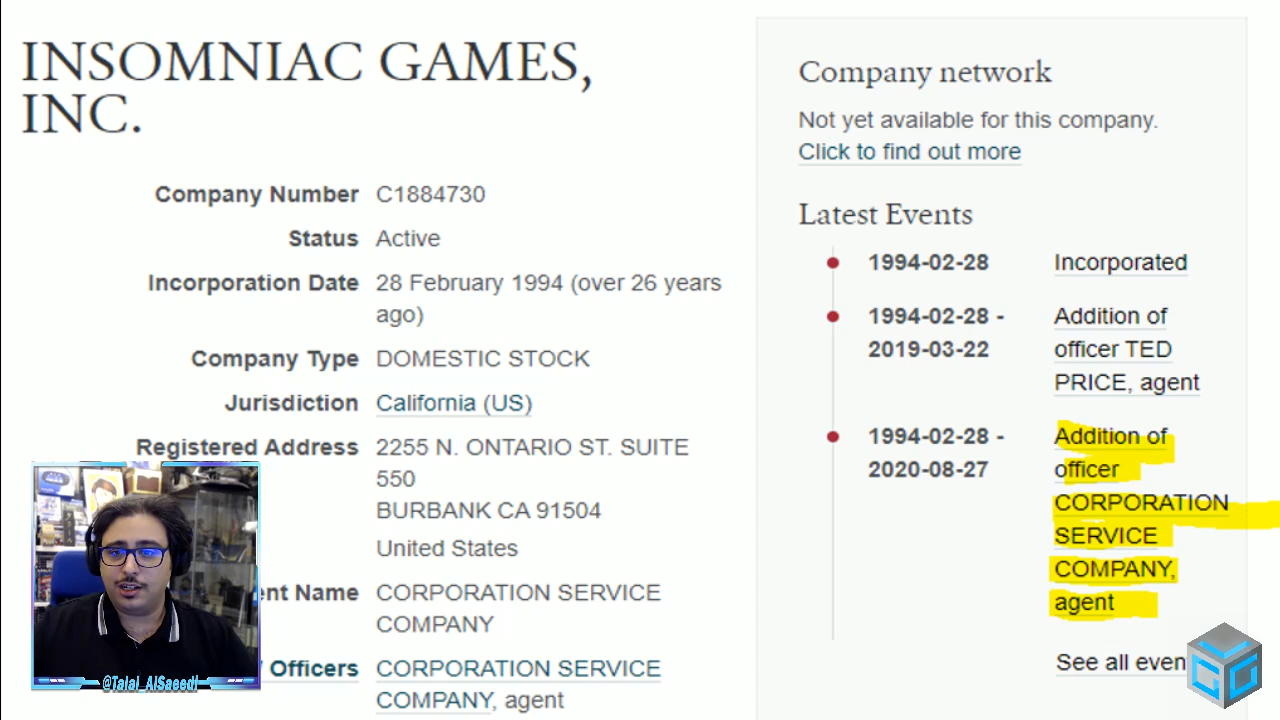 INSOMNIAC GAMES,
INC.
Company Number C1884730
Status Active
Incorporation Date 28 February 1994 (over 26 years
ago)
Company Type DOMESTIC STOCK
Jurisdiction California (US)
Registered Address 2255 N. ONTARIO ST. SUITE
550
BURBANK CA 91504
United States
ent Name CORPORATION SERVICE
COMPANY
Officers CORPORATION SERVICE
COMPANY, agent
@Talal_AlSaeedi
Company network
Not yet available for this company.
Click to find out more
Latest Events
1994-02-28 Incorporated
1994-02-28 - Addition of
2019-03-22 officer TED
PRICE, agent
1994-02-28 - Addition of
2020-08-27 officer
CORPORATION
SERVICE
COMPANY,
agent
See all even